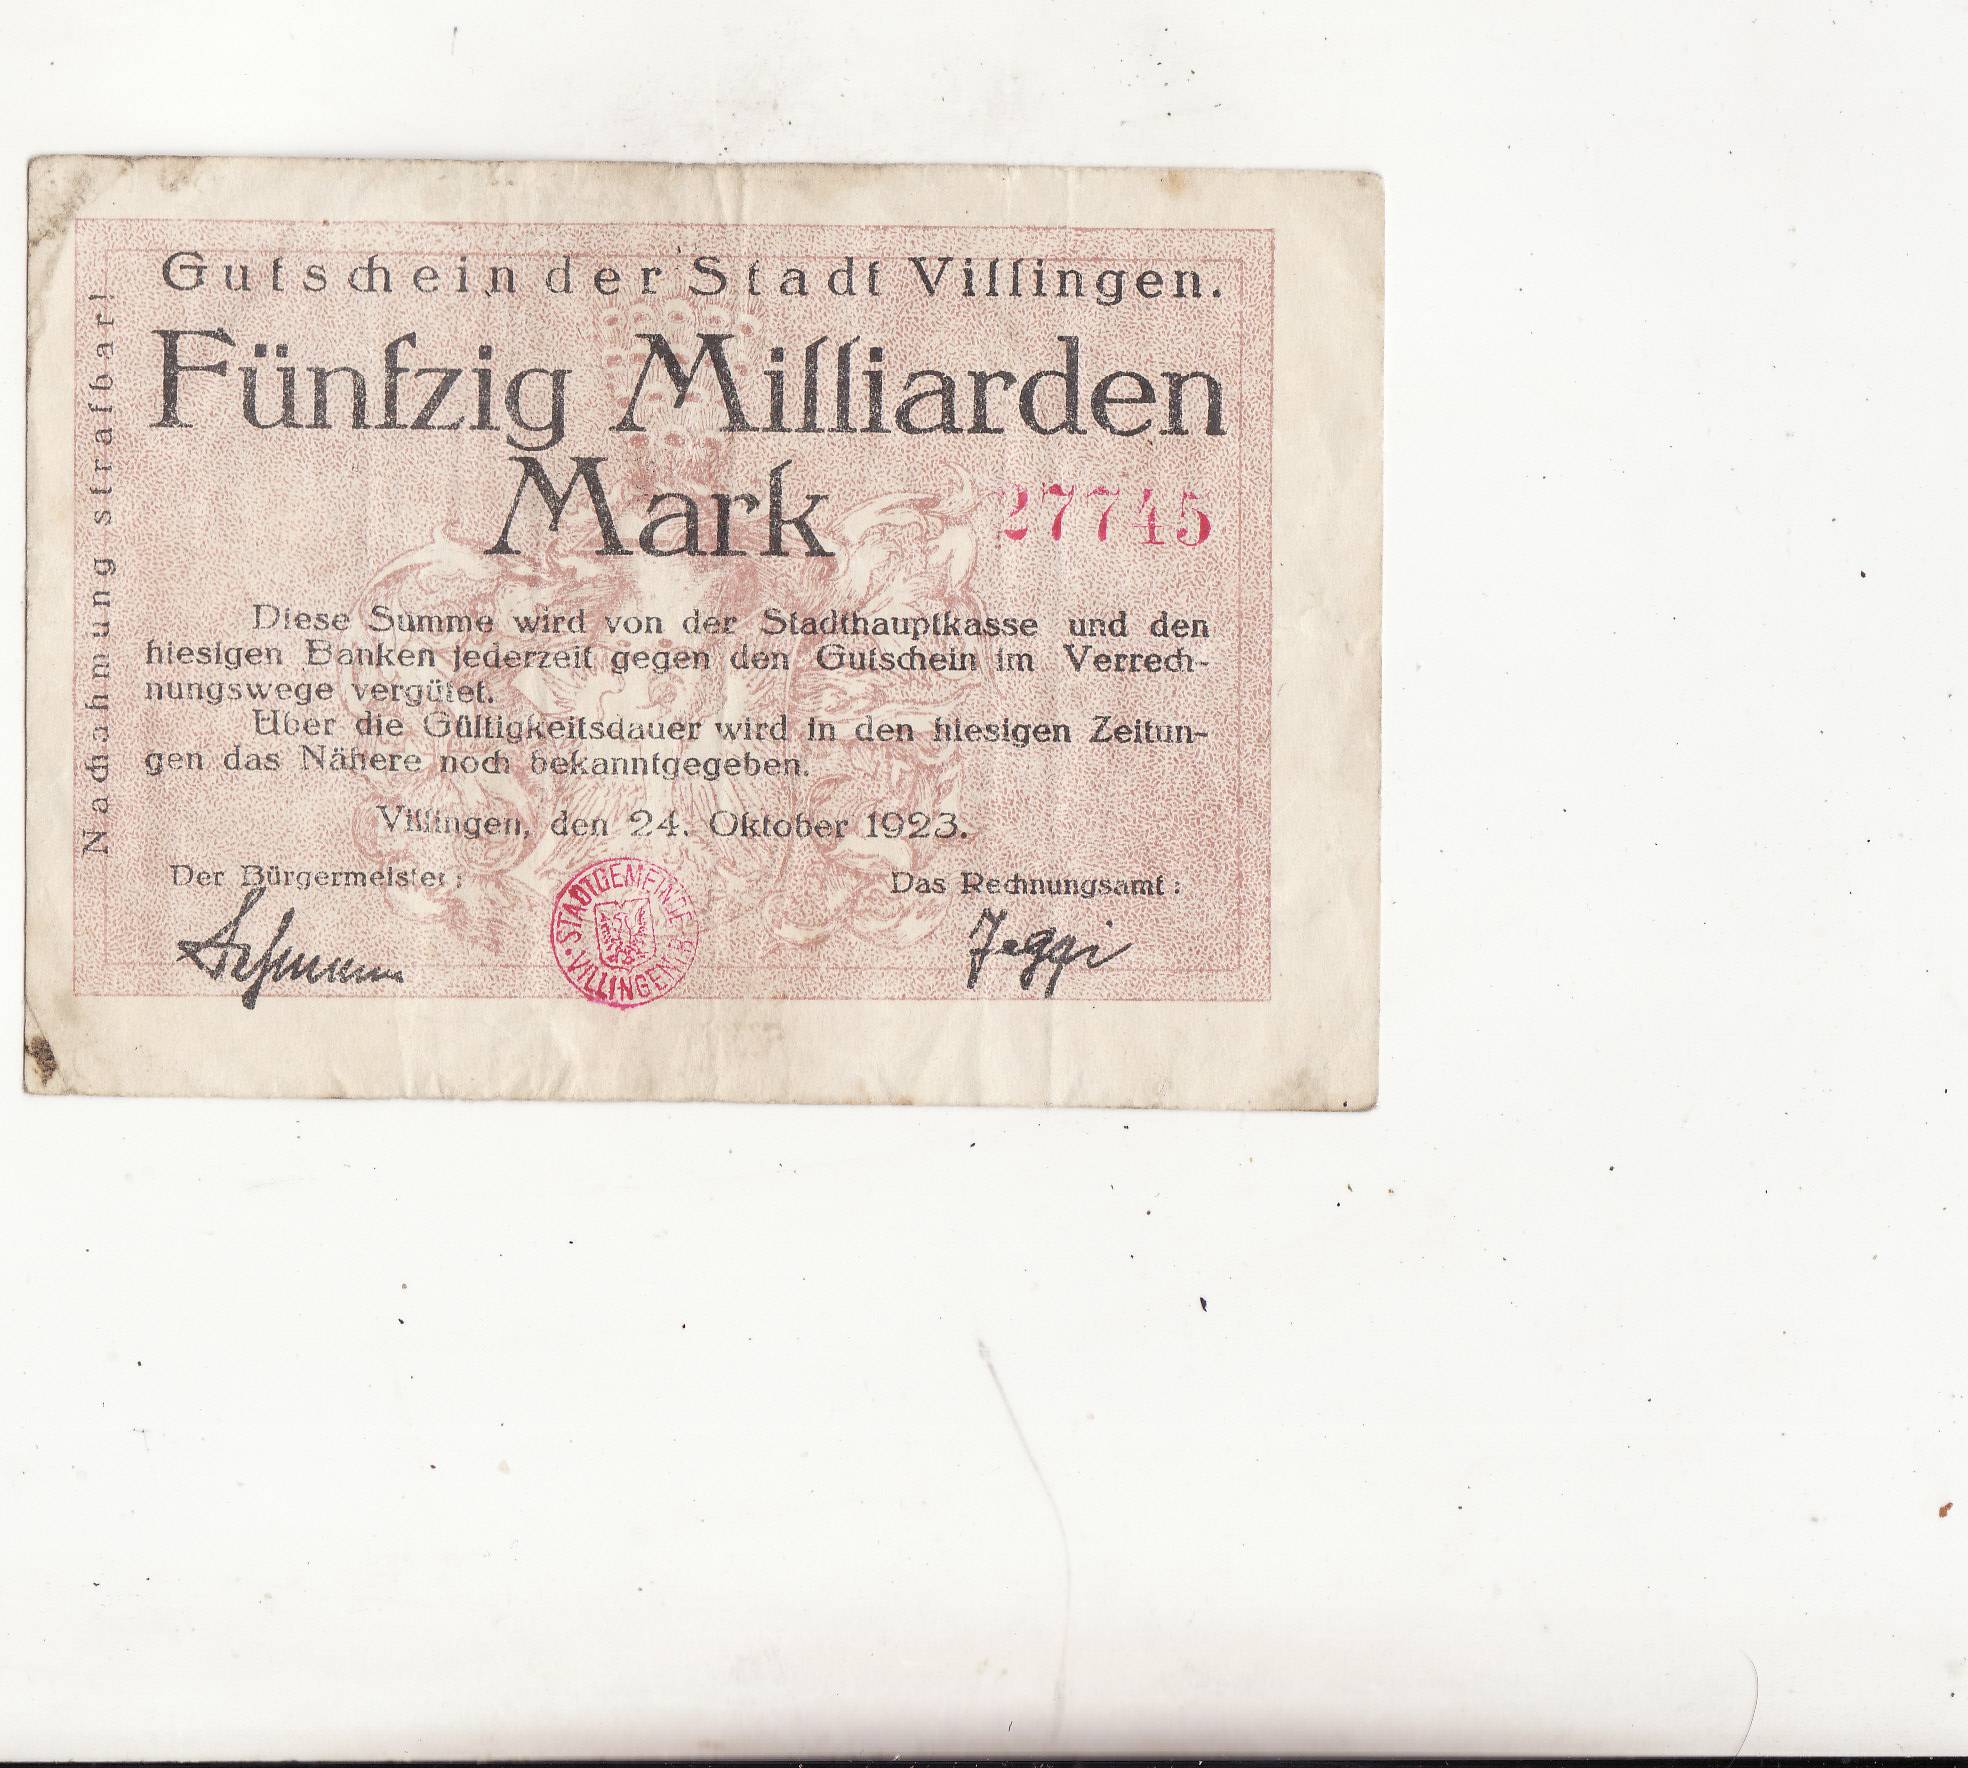 Gutschein der Stadt Villingen.
Fünfzig Milliarden
Mark
27745
Diese Summe wird von der Stadthauptkasse und den
hiesigen Banken jederzeit gegen den Gutschein im Verrech-
nungswege vergütet.
Über die Gültigkeitsdauer wird in den hiesigen Zeitun-
gen das Nähere noch bekanntgegeben.
Villingen, den 24. Oktober 1923.
Der Bürgermeister:
Das Rechnungsamt:
Lehmann
Jeggi
STADTGEMEINDE
VILLINGEN
Nachahmung strafbar!